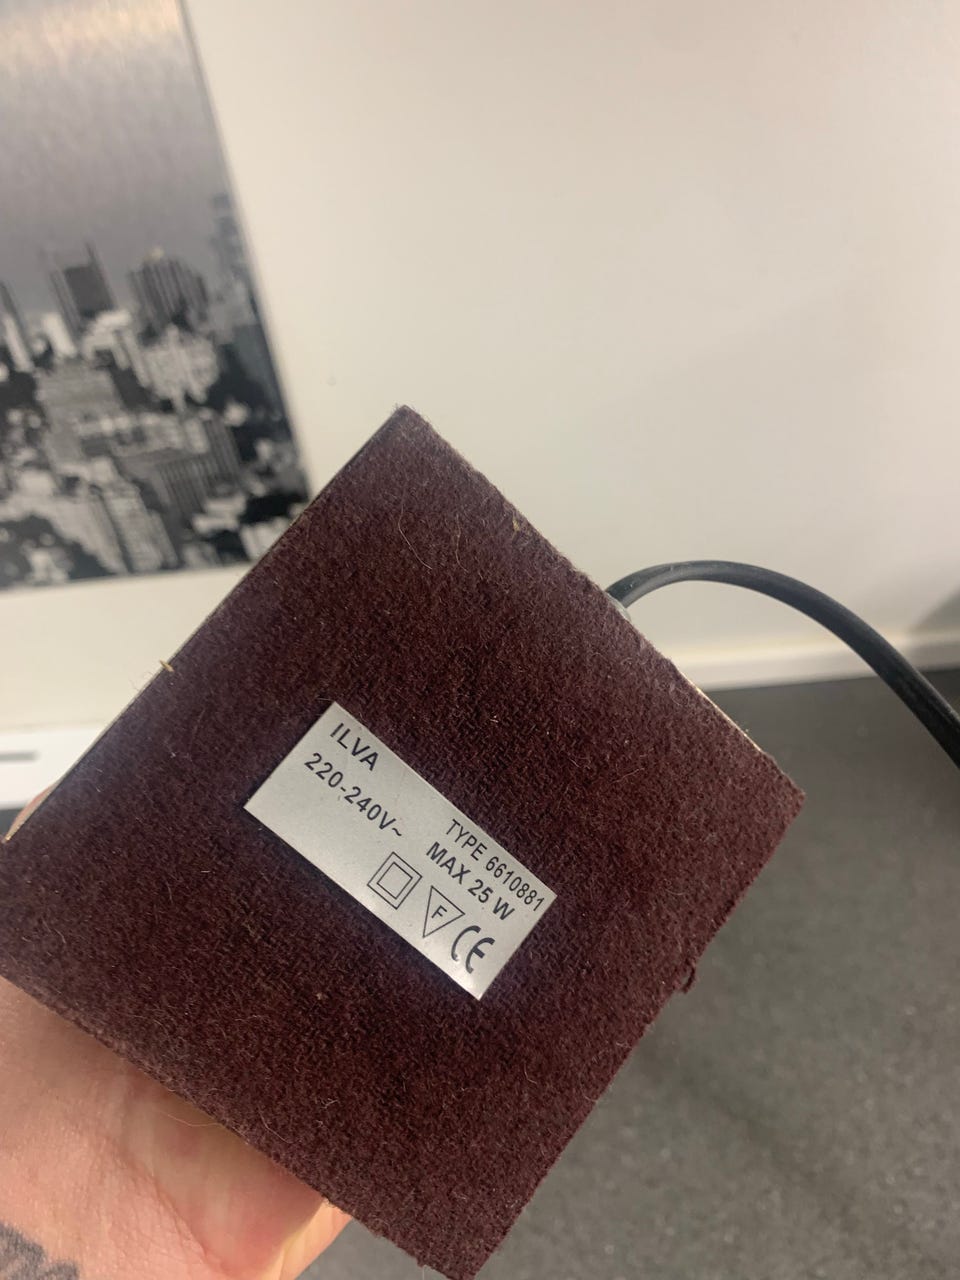 ILVA
220-240V~
TYPE 6610881
MAX 25 W
F CE